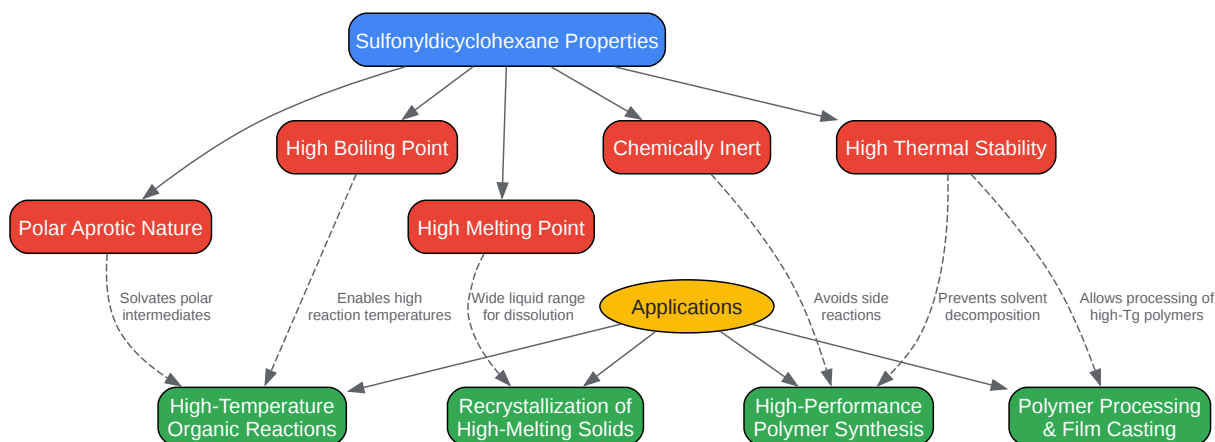 Sulfonyldicyclohexane Properties
High Boiling Point
Chemically Inert
High Thermal Stability
Polar Aprotic Nature
High Melting Point
Solvates polar
intermediates
Enables high
reaction temperatures
Wide liquid range
for dissolution
Applications
Avoids side
reactions
Prevents solvent
decomposition
Allows processing of
high-Tg polymers
High-Temperature
Organic Reactions
Recrystallization of
High-Melting Solids
High-Performance
Polymer Synthesis
Polymer Processing
& Film Casting